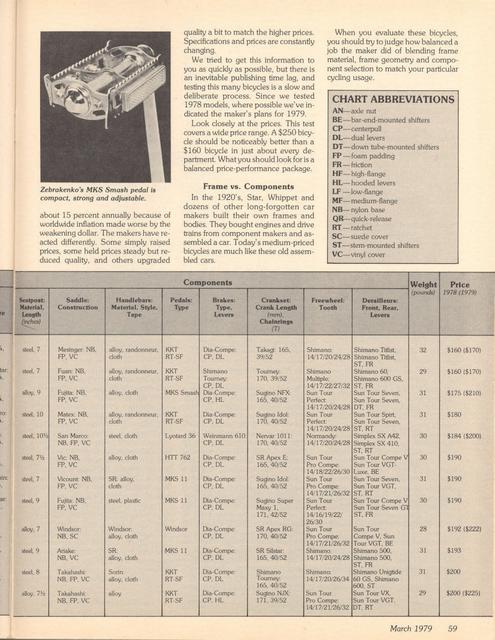 Zebrakenko's MKS Smash pedal is
compact, strong and adjustable.
about 15 percent annually because of
worldwide inflation made worse by the
weakening dollar. The makers have re-
acted differently. Some simply raised
prices, some held prices steady but re-
duced quality, and others upgraded
quality a bit to match the higher prices.
Specifications and prices are constantly
changing.
We tried to get this information to
you as quickly as possible, but there is
an inevitable publishing time lag, and
testing this many bicycles is a slow and
deliberate process. Since we tested
1978 models, where possible we've in-
dicated the maker's plans for 1979.
Look closely at the prices. This test
covers a wide price range. A $250 bicy-
cle should be noticeably better than a
$160 bicycle in just about every de-
partment. What you should look for is a
balanced price-performance package.
Frame vs. Components
In the 1920's, Star, Whippet and
dozens of other long-forgotten car
makers built their own frames and
bodies. They bought engines and drive
trains from component makers and as-
sembled a car. Today's medium-priced
bicycles are much like these old assem-
bled cars.
When you evaluate these bicycles,
you should try to judge how balanced a
job the maker did of blending frame
material, frame geometry and compo-
nent selection to match your particular
cycling usage.
CHART ABBREVIATIONS
AN—axle nut
BE—bar-end-mounted shifters
CP—centerpull
DL—dual levers
DT—down tube-mounted shifters
FP—foam padding
FR—friction
HF—high-flange
HL—hooded levers
LF—low-flange
MF—medium-flange
NB—nylon base
QR—quick-release
RT—ratchet
SC—suede cover
ST—stem-mounted shifters
VC—vinyl cover
Components
Seatpost: Material, Length (inches)
Saddle: Construction
Handlebars: Material, Style, Tape
Pedals: Type
Brakes: Type, Levers
Crankset: Crank Length (mm), Chainrings (T)
Freewheel: Tooth
Derailleurs: Front, Rear, Levers
Weight (pounds)
Price 1978 (1979)
steel, 7 Messinger: NB, FP, VC alloy, randonneur, cloth KKT RT-SF Dia-Compe: CP, DL Takagi: 165, 39/52 Shimano: 14/17/20/24/28 Shimano Titlist, Shimano Titlist, ST, FR 32 $160 ($170)
steel, 7 Fuani: NB, FP, VC alloy, randonneur, cloth KKT RT-SF Shimano Tourney: CP, DL Tourney: 170, 39/52 Shimano Multiple: 14/17/22/27/32 Shimano 60, Shimano 600 GS, ST, FR 29 $160 ($170)
alloy, 9 Fujita: NB, FP, VC alloy, cloth MKS Smash Dia-Compe: CP, HL Sugino NFX: 165, 40/52 Sun Tour Perfect: 14/17/20/24/28 Sun Tour Seven, Sun Tour Seven, DT, FR 31 $175 ($210)
steel, 10 Matex: NB, FP, VC alloy, randonneur, cloth KKT RT-SF Dia-Compe: CP, DL Sugino Idol: 170, 40/52 Sun Tour Perfect: 14/17/20/24/28 Sun Tour Spirt, Sun Tour Seven, ST, RT 31 $180
steel, 10½ San Marco: NB, FP, VC steel, cloth Lyotard 36 Weinmann 610: CP, DL Nervar 1011: 170, 40/52 Normandy: 14/17/20/24/28 Simplex SX A42, Simplex SX 410, ST, RT 30 $184 ($200)
steel, 7½ Vic: NB, FP, VC alloy, cloth HTT 762 Dia-Compe: CP, DL SR Apex E: 165, 40/52 Sun Tour Pro Compe: 14/18/22/26/30 Sun Tour Compe V Sun Tour VGT- Luxe, BE 30 $190
steel, 7 Viscount: NB, FP, VC SR: alloy, cloth MKS 11 Dia-Compe: CP, DL Sugino Idol: 165, 40/52 Sun Tour Pro Compe: 14/17/21/26/32 Sun Tour Seven, Sun Tour VGT, ST, RT 31 $190
steel, 9 Fujita: NB, FP, VC steel, plastic MKS 11 Dia-Compe: CP, DL Sugino Super Maxy 1, 171, 42/52 Sun Tour Perfect: 14/16/19/22/26/30 Sun Tour Compe V Sun Tour Seven GT ST, FR 30 $190
alloy, 7 Windsor: NB, SC Windsor: alloy, cloth Windsor Dia-Compe: CP, DL SR Apex RG: 170, 40/52 Sun Tour Pro Compe: 14/17/21/26/32 Sun Tour Compe V, Sun Tour VGT, BE 28 $192 ($222)
steel, 9 Ariake: NB, VC SR: alloy, cloth MKS 11 Dia-Compe: CP, DL SR Silstar: 165, 40/52 Shimano: 14/17/20/24/28 Shimano 500, Shimano 500, ST, FR 31 $193
steel, 8 Takahashi: NB, FP, VC Sorin: alloy, cloth KKT RT-SF Dia-Compe: CP, DL Shimano Tourney: 165, 40/52 Shimano: 14/17/20/26/34 Shimano Unigtide 60 GS, Shimano 600, ST 31 $200
alloy, 7½ Takahashi: NB, FP, VC alloy KKT RT-SF Dia-Compe: CP, HL Sugino NJX: 171, 39/52 Sun Tour Pro Compe: 14/17/21/26/32 Sun Tour VX, Sun Tour VGT, DT, RT 29 $200 ($225)
March 1979 59